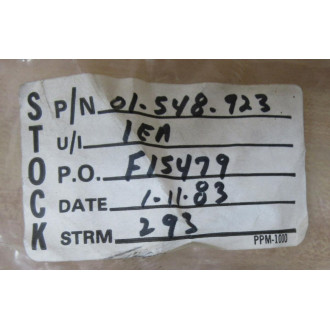 STOCK
P/N 01.548.923
U/I 1EA
P.O. F15479
DATE 1.11.83
STRM 293
PPM-1000